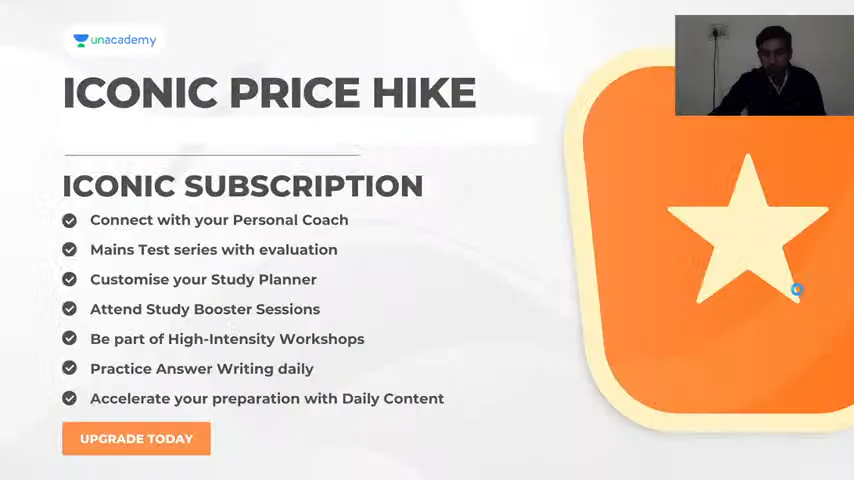 unacademy
ICONIC PRICE HIKE
ICONIC SUBSCRIPTION
Connect with your Personal Coach
Mains Test series with evaluation
Customise your Study Planner
Attend Study Booster Sessions
Be part of High-Intensity Workshops
Practice Answer Writing daily
Accelerate your preparation with Daily Content
UPGRADE TODAY